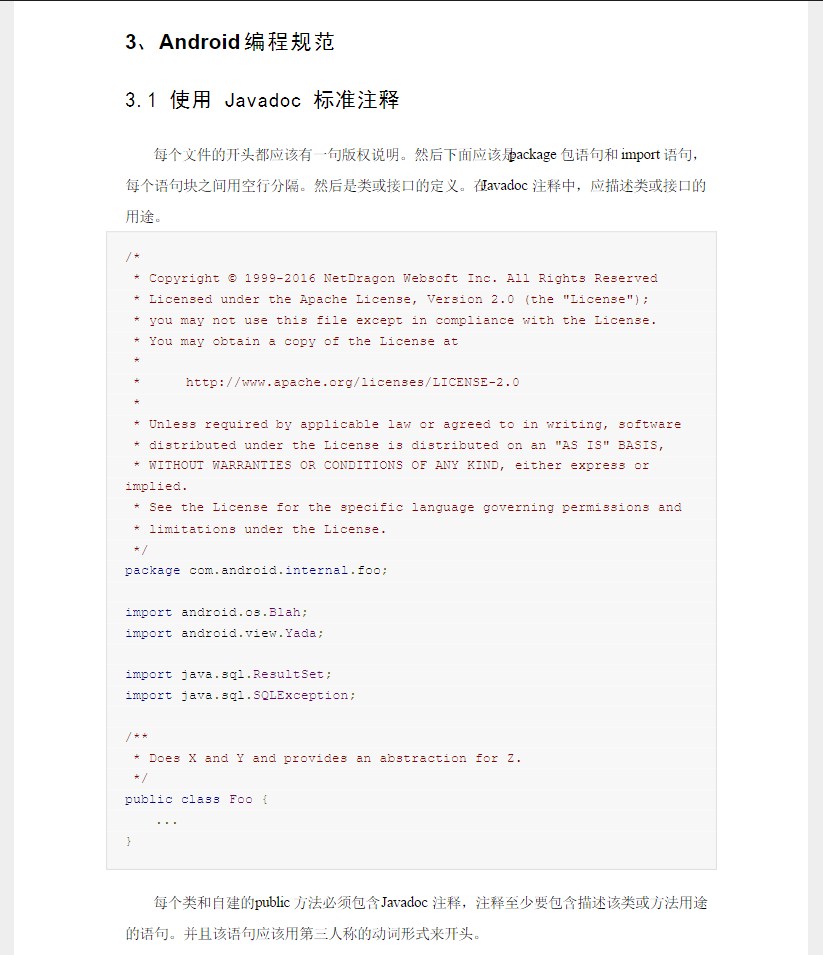 3、Android编程规范
3.1 使用 Javadoc 标准注释
每个文件的开头都应该有一句版权说明。然后下面应该是package 包语句和 import 语句，
每个语句块之间用空行分隔。然后是类或接口的定义。在Javadoc 注释中，应描述类或接口的
用途。
/*
 * Copyright © 1999-2016 NetDragon Websoft Inc. All Rights Reserved
 * Licensed under the Apache License, Version 2.0 (the "License");
 * you may not use this file except in compliance with the License.
 * You may obtain a copy of the License at
 *
 *      http://www.apache.org/licenses/LICENSE-2.0
 *
 * Unless required by applicable law or agreed to in writing, software
 * distributed under the License is distributed on an "AS IS" BASIS,
 * WITHOUT WARRANTIES OR CONDITIONS OF ANY KIND, either express or
implied.
 * See the License for the specific language governing permissions and
 * limitations under the License.
 */
package com.android.internal.foo;
import android.os.Blah;
import android.view.Yada;
import java.sql.ResultSet;
import java.sql.SQLException;
/**
 * Does X and Y and provides an abstraction for Z.
 */
public class Foo {
    ...
}
每个类和自建的public 方法必须包含Javadoc 注释，注释至少要包含描述该类或方法用途
的语句。并且该语句应该用第三人称的动词形式来开头。